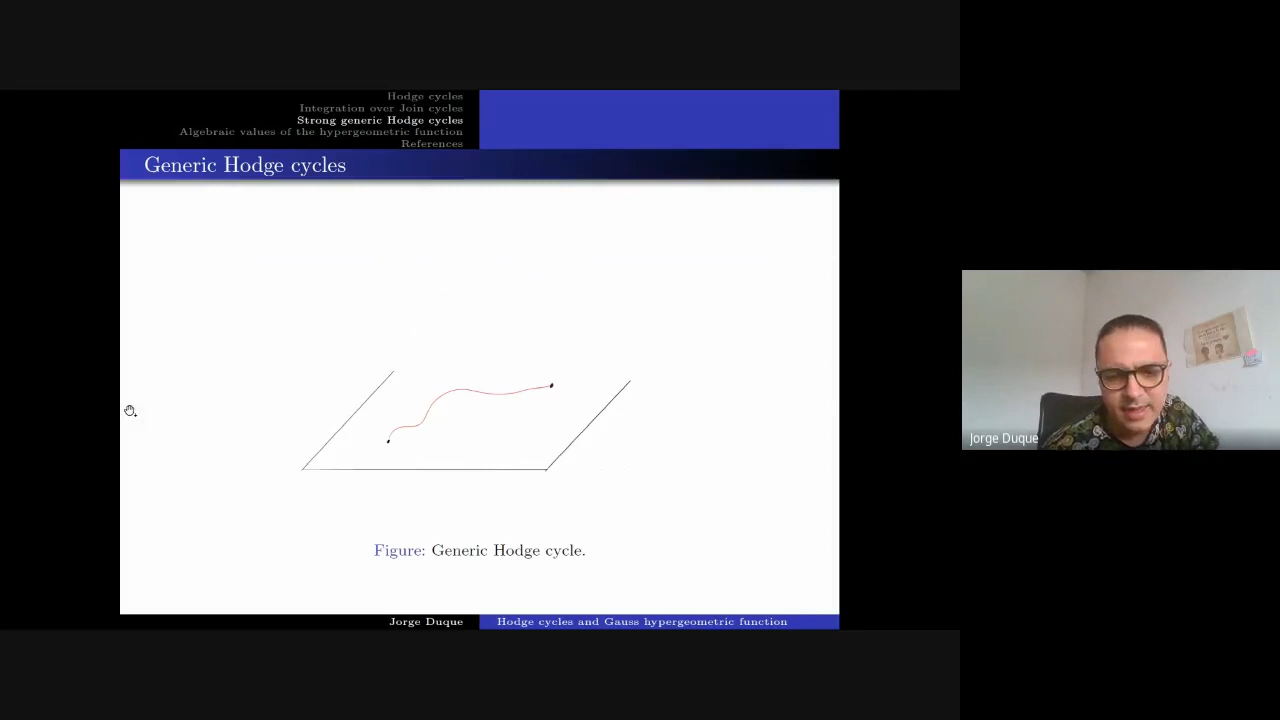 Hodge cycles
Integration over Join cycles
Strong generic Hodge cycles
Algebraic values of the hypergeometric function
References
Generic Hodge cycles
Figure: Generic Hodge cycle.
Jorge Duque
Hodge cycles and Gauss hypergeometric function
Jorge Duque